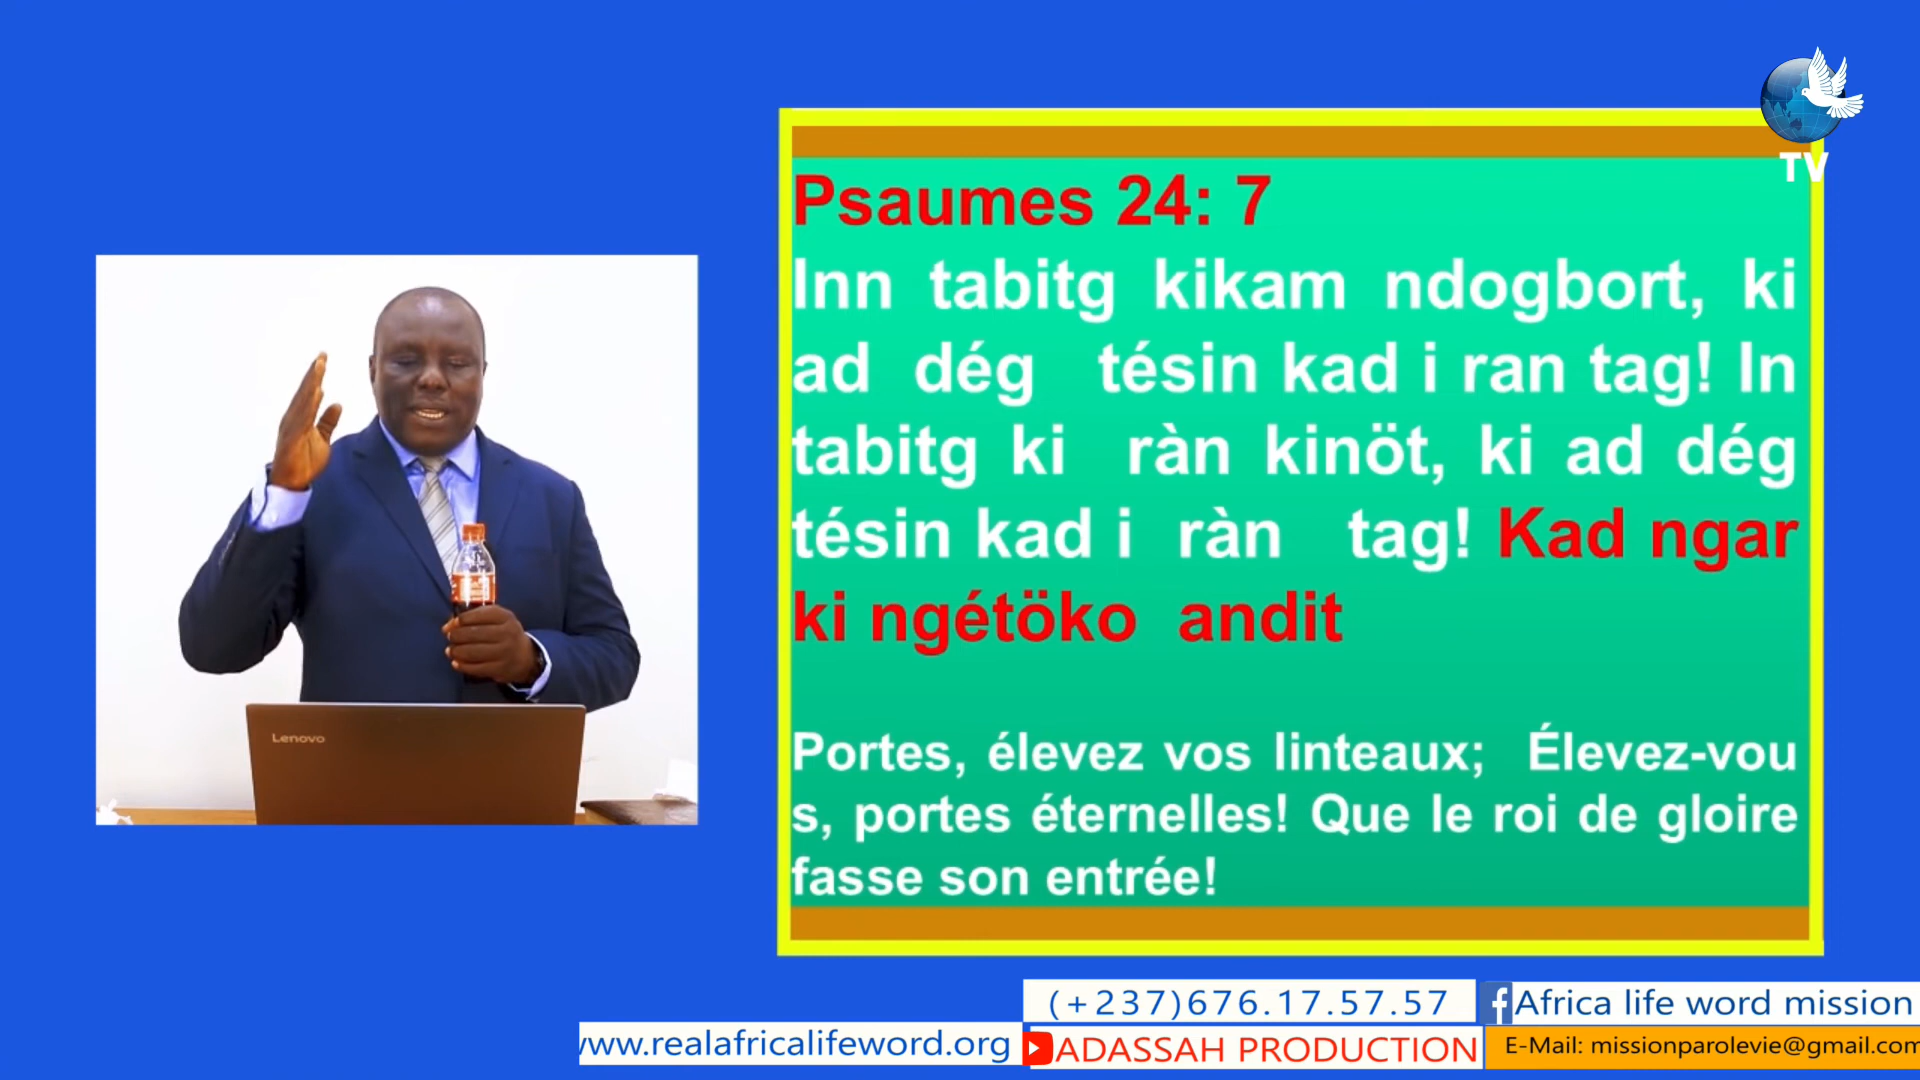 TV
Psaumes 24: 7
Inn tabitg kikam ndogbort, ki
ad dég tésin kad i ran tag! In
tabitg ki ràn kinöt, ki ad dég
tésin kad i ràn tag! Kad ngar
ki ngétöko andit
Portes, élevez vos linteaux; Élevez-vou
s, portes éternelles! Que le roi de gloire
fasse son entrée!
Lenovo
(+237)676.17.57.57
Africa life word mission
www.realafricalifeword.org
ADASSAH PRODUCTION
E-Mail: missionparolevie@gmail.com